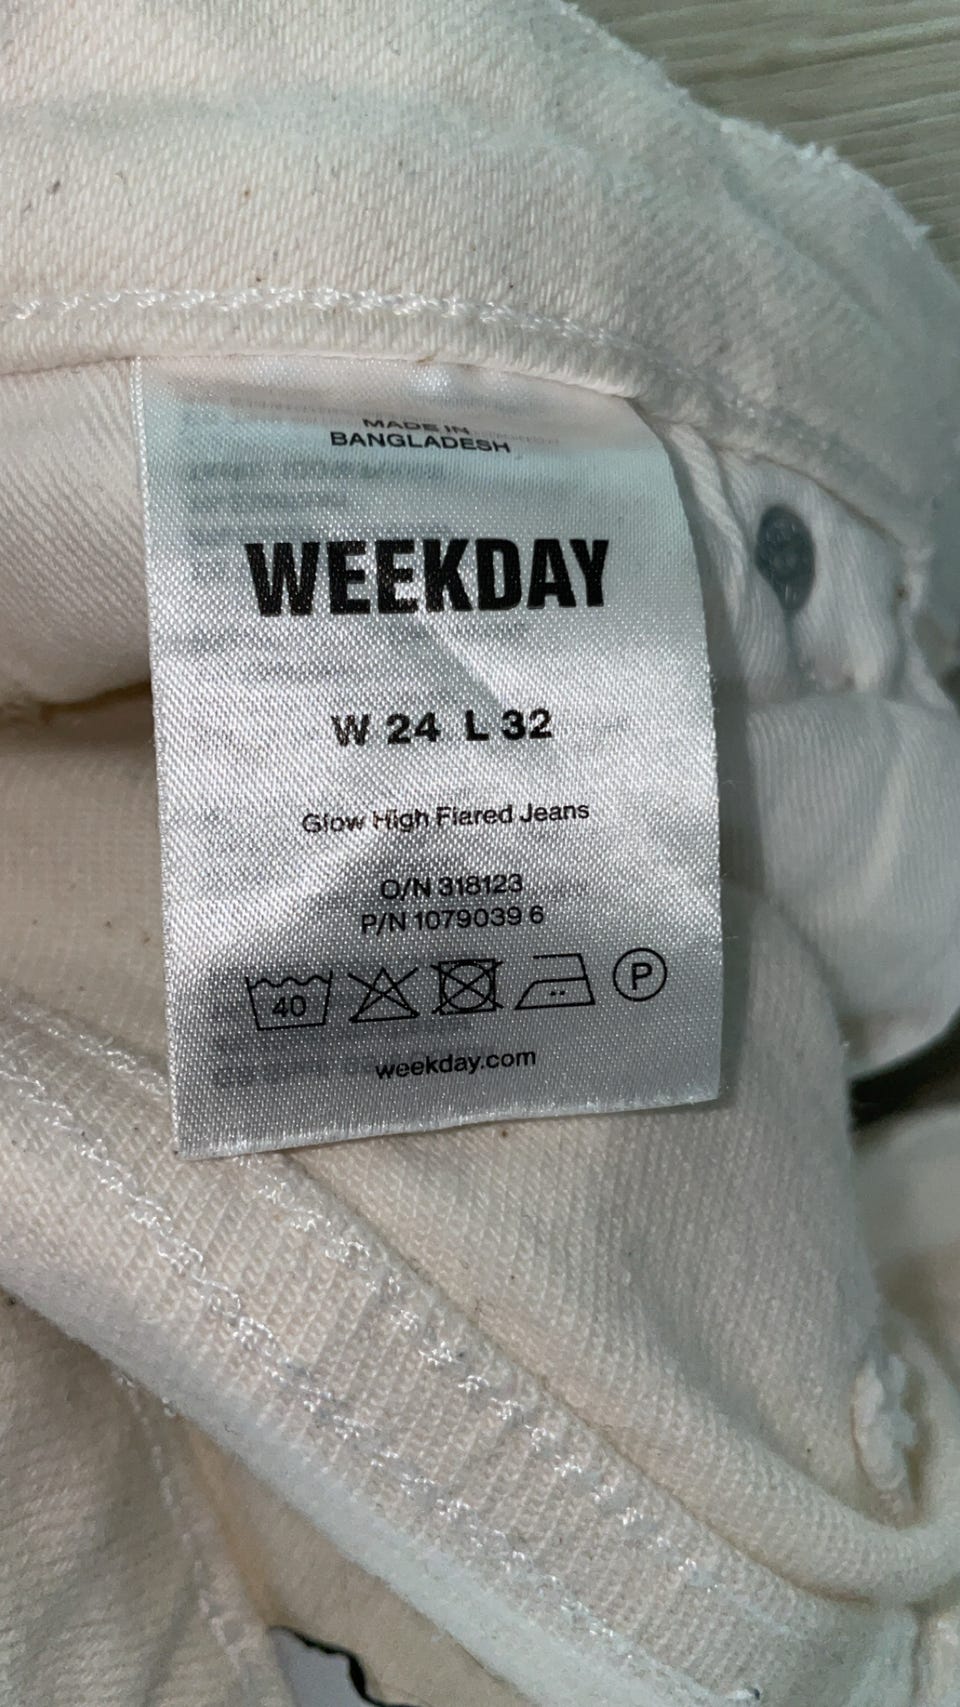 MADE IN
BANGLADESH
WEEKDAY
W 24 L 32
Glow High Flared Jeans
O/N 318123
P/N 1079039 6
40
P
weekday.com